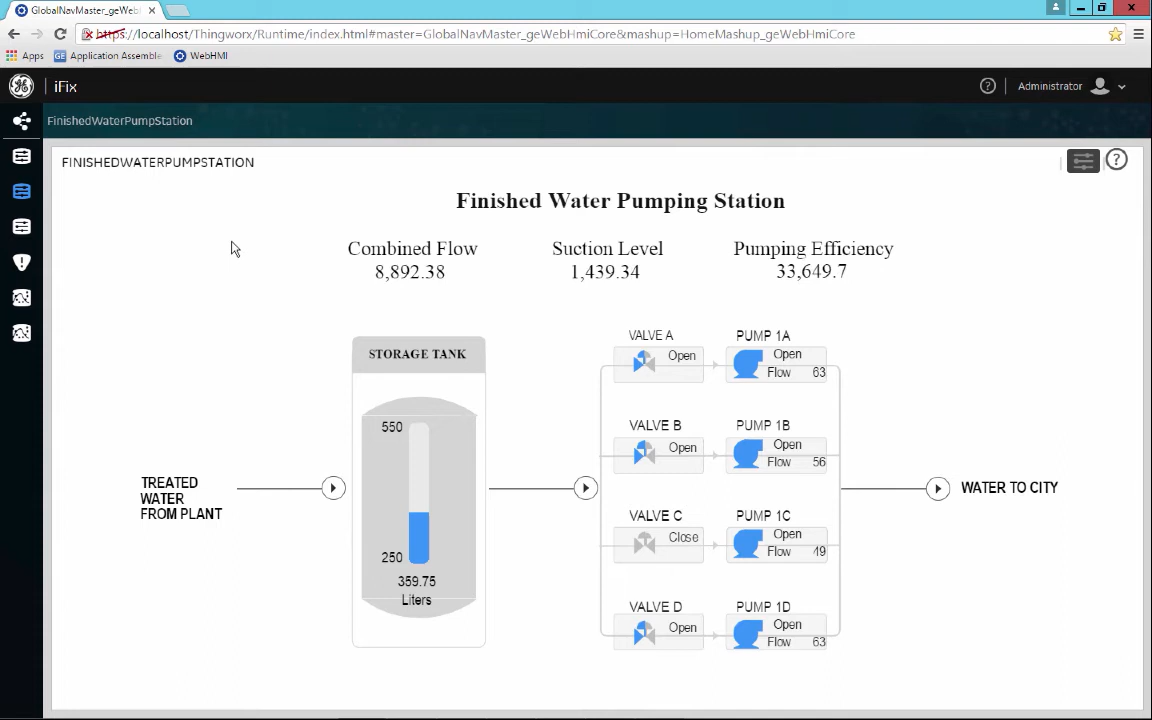 GlobalNavMaster_geWebH
https://localhost/Thingworx/Runtime/index.html#master=GlobalNavMaster_geWebHmiCore&mashup=HomeMashup_geWebHmiCore
Apps Application Assemble WebHMI
iFix
Administrator
FinishedWaterPumpStation
FINISHEDWATERPUMPSTATION
Finished Water Pumping Station
Combined Flow Suction Level Pumping Efficiency
8,892.38 1,439.34 33,649.7
STORAGE TANK
550
250
359.75
Liters
TREATED
WATER
FROM PLANT
VALVE A PUMP 1A
Open Open
Flow 63
VALVE B PUMP 1B
Open Open
Flow 56
VALVE C PUMP 1C
Close Open
Flow 49
VALVE D PUMP 1D
Open Open
Flow 63
WATER TO CITY